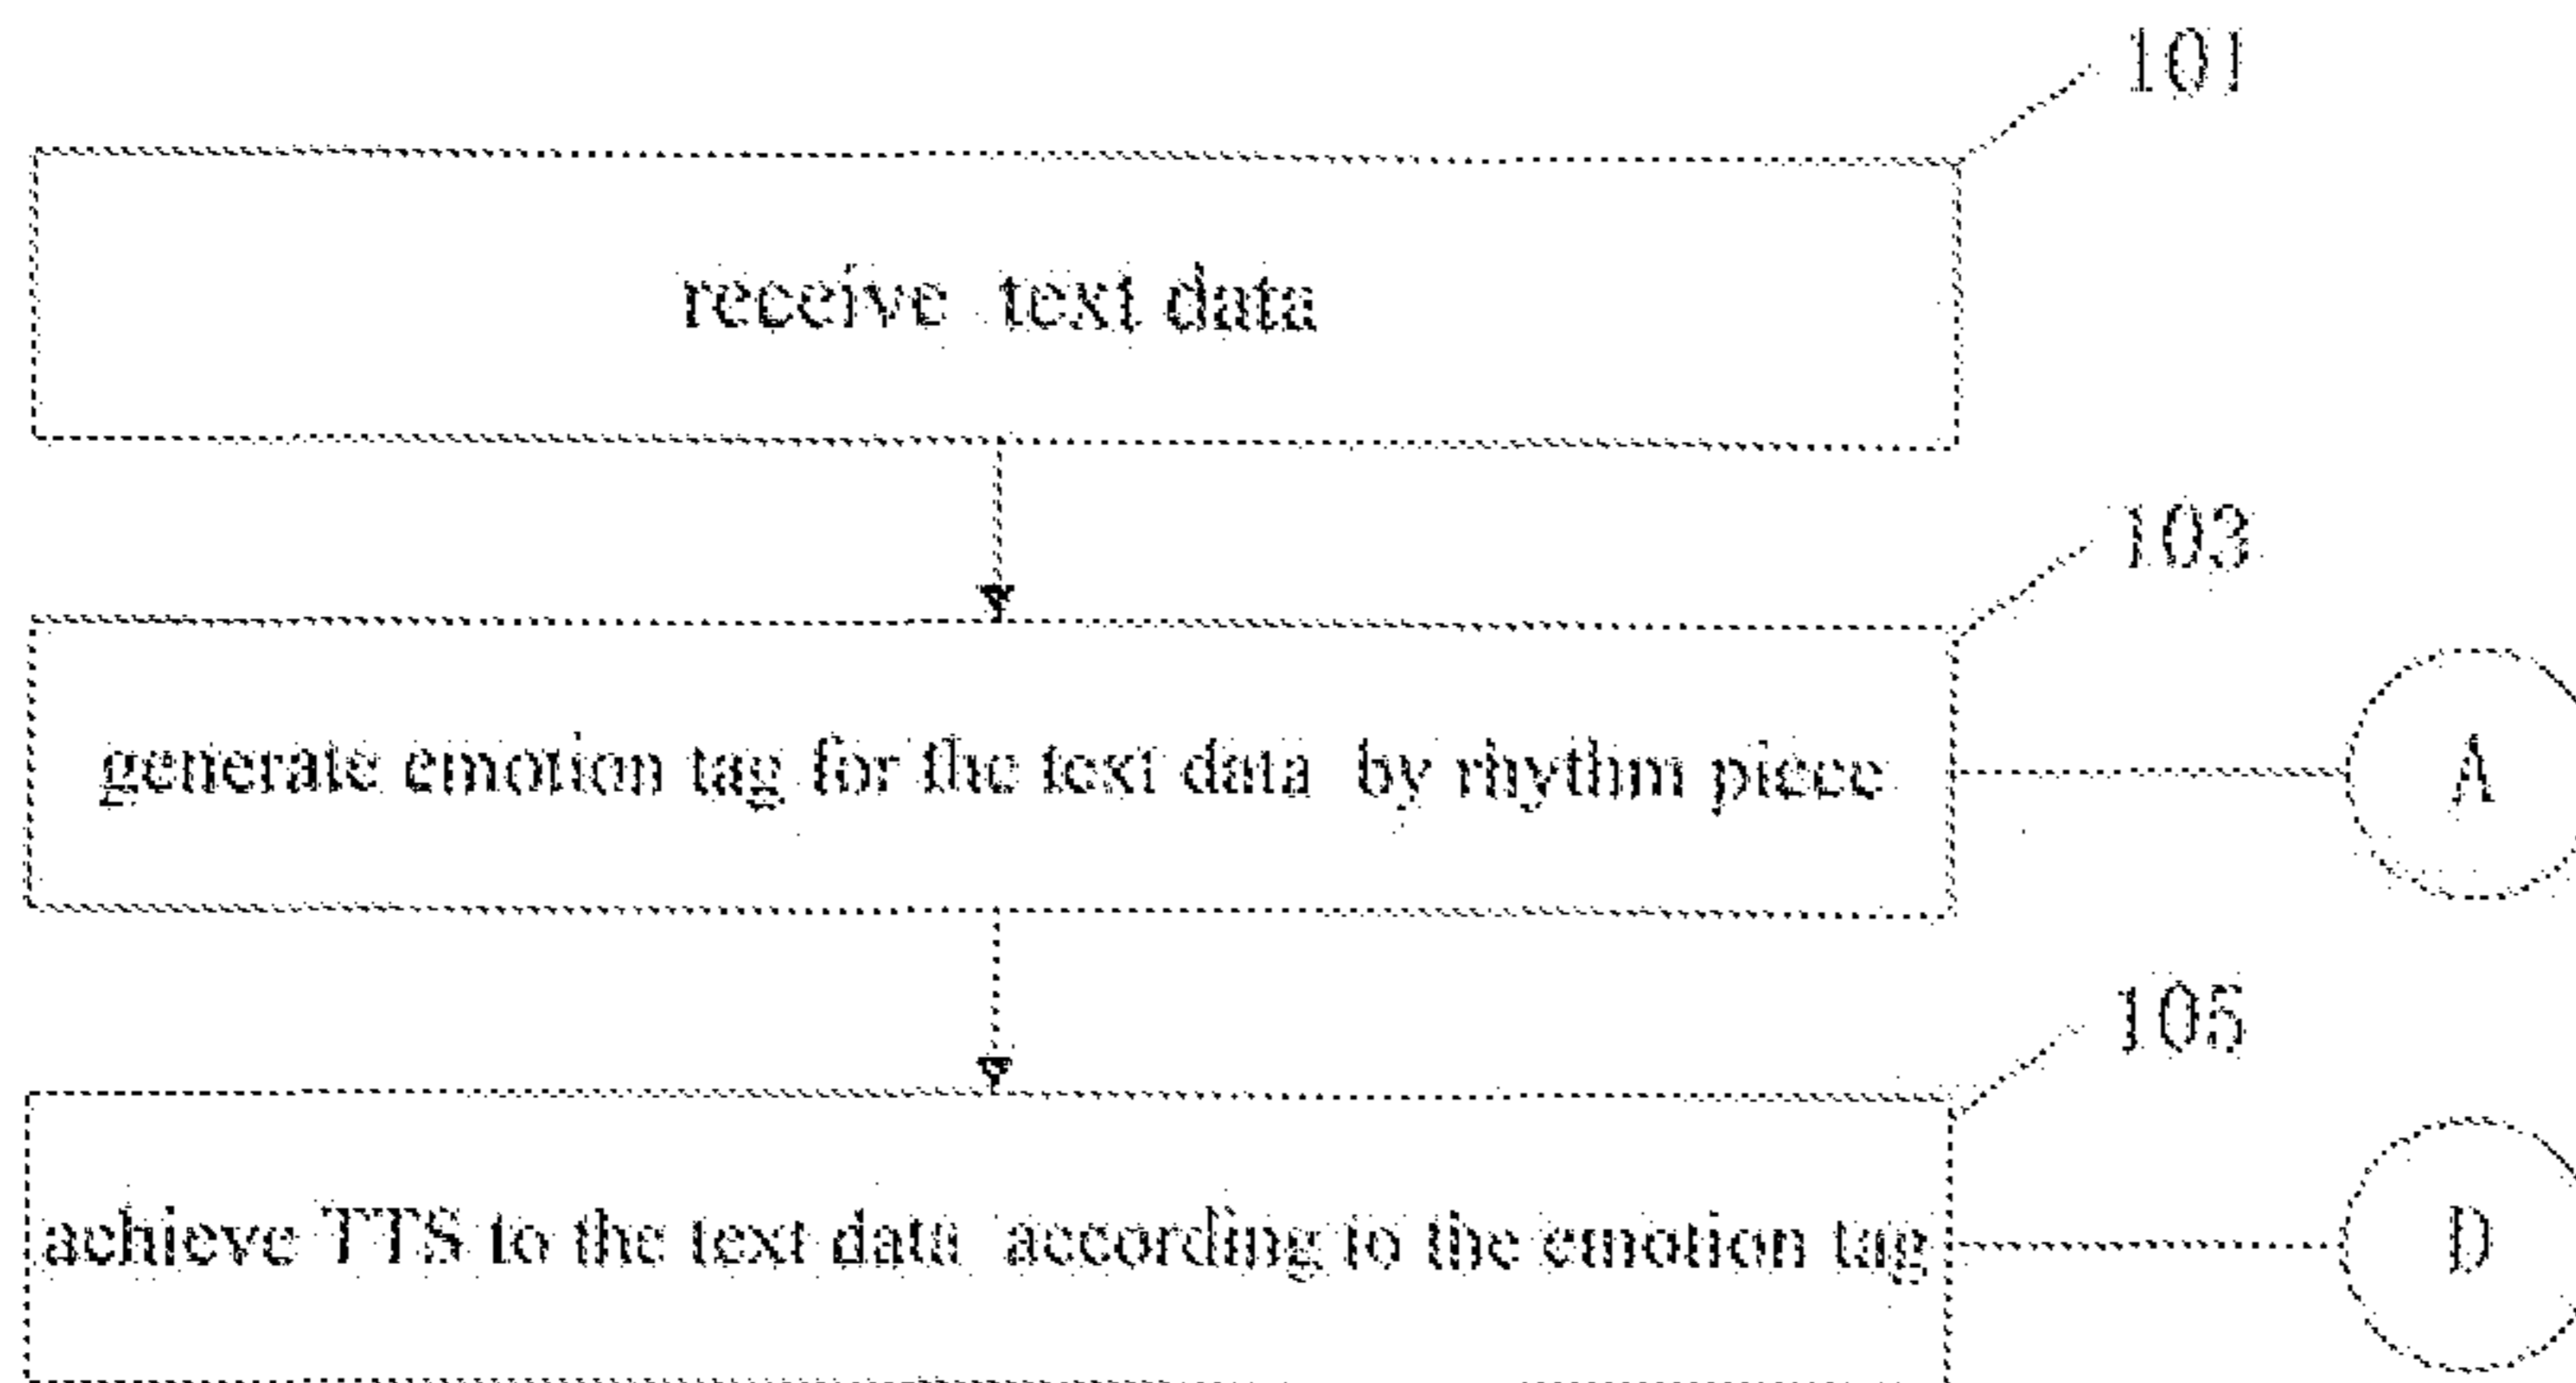 101
receive text data
103
generate emotion tag for the text data by rhythm piece
A
105
achieve TTS to the text data according to the emotion tag
D